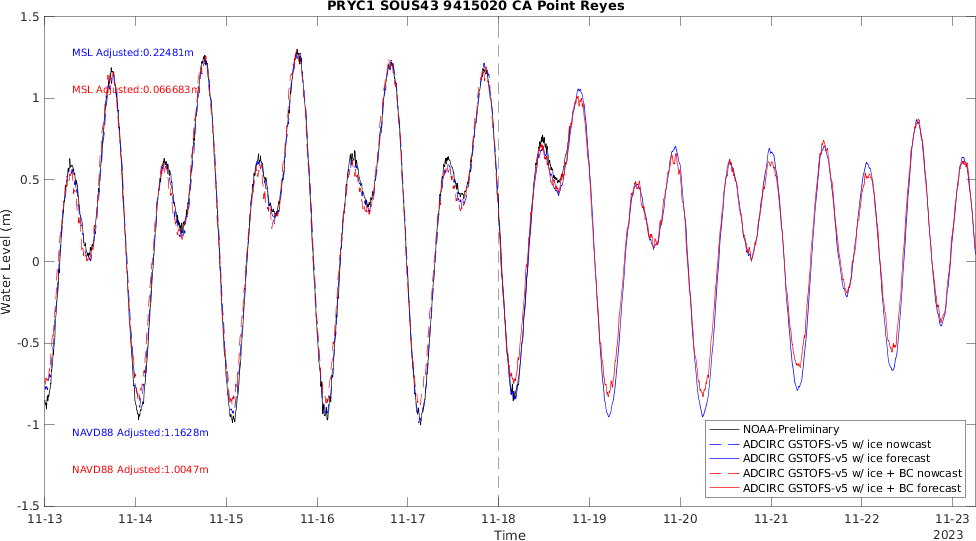 PRYC1 SOUS43 9415020 CA Point Reyes
1.5
1
0.5
0
-0.5
-1
-1.5
Water Level (m)
MSL Adjusted:0.22481m
MSL Adjusted:0.066683m
NAVD88 Adjusted:1.1628m
NAVD88 Adjusted:1.0047m
NOAA-Preliminary
ADCIRC GSTOFS-v5 w/ ice nowcast
ADCIRC GSTOFS-v5 w/ ice forecast
ADCIRC GSTOFS-v5 w/ ice + BC nowcast
ADCIRC GSTOFS-v5 w/ ice + BC forecast
11-13 11-14 11-15 11-16 11-17 11-18 11-19 11-20 11-21 11-22 11-23
Time 2023